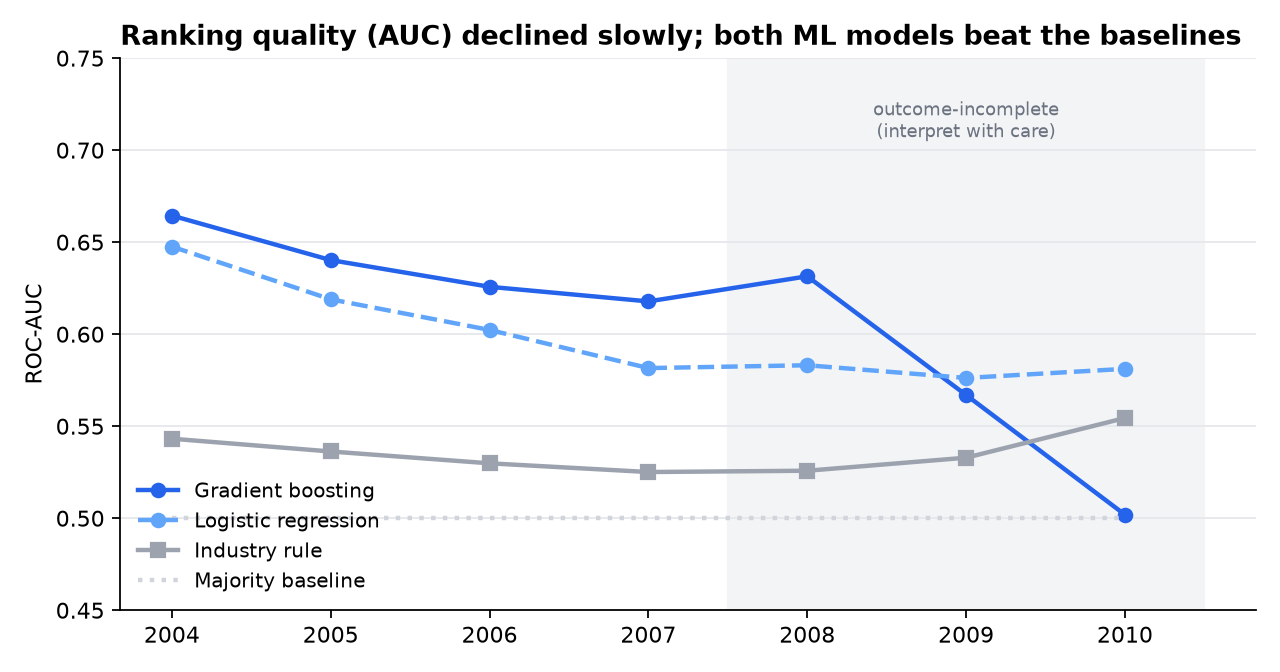 Ranking quality (AUC) declined slowly; both ML models beat the baselines
outcome-incomplete
(interpret with care)
ROC-AUC
0.75
0.70
0.65
0.60
0.55
0.50
0.45
Gradient boosting
Logistic regression
Industry rule
Majority baseline
2004 2005 2006 2007 2008 2009 2010